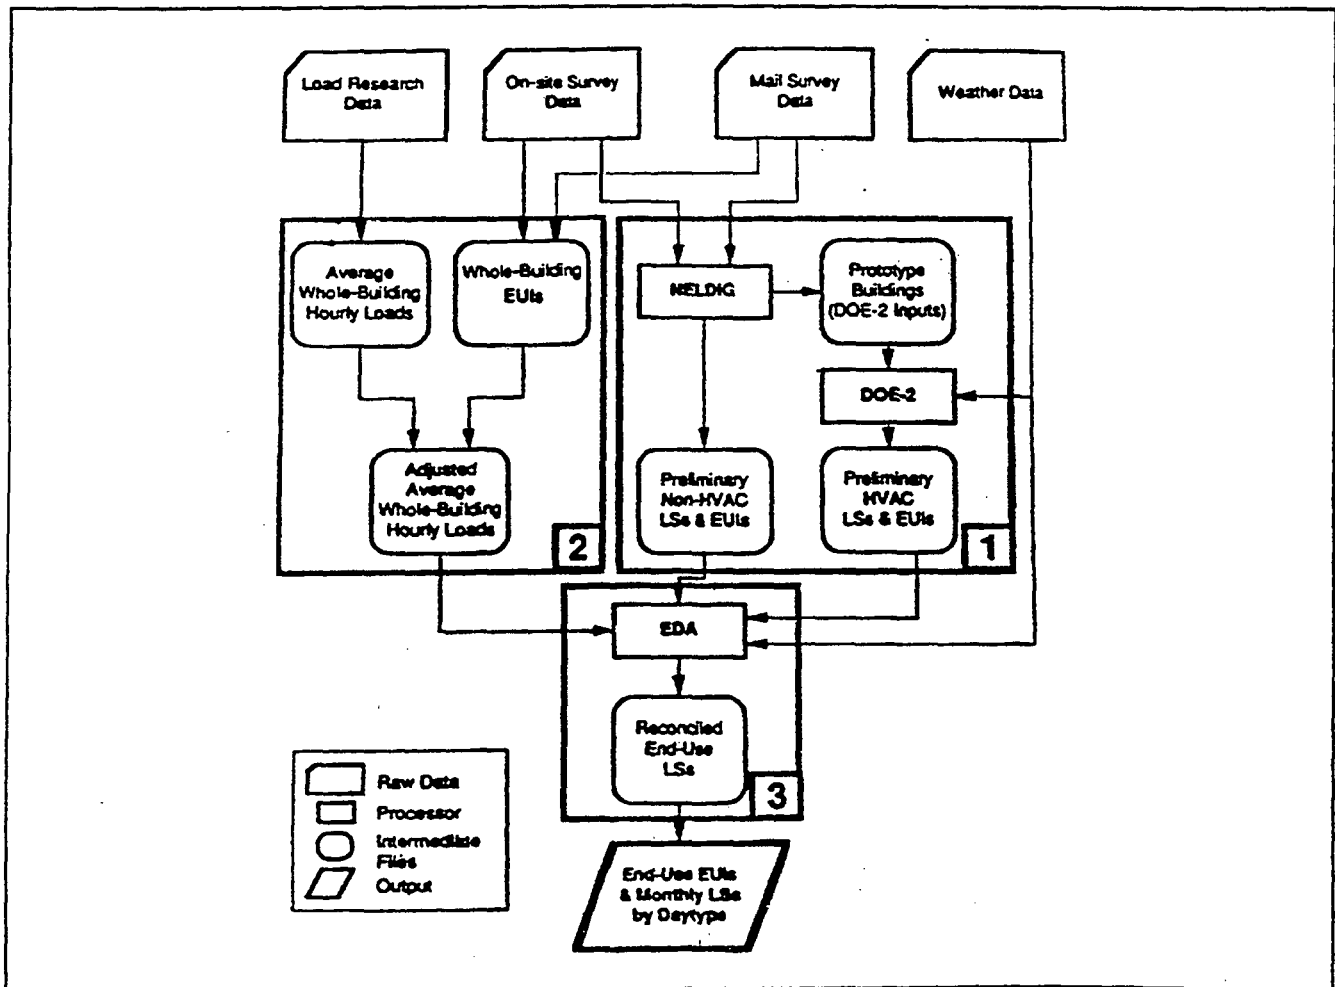 Load Research
Data
On-site Survey
Data
Mail Survey
Data
Weather Data
Average
Whole-Building
Hourly Loads
Whole-Building
EUIs
NELDIG
Prototype
Buildings
(DOE-2 Inputs)
DOE-2
Adjusted
Average
Whole-Building
Hourly Loads
2
Preliminary
Non-HVAC
LSs & EUIs
Preliminary
HVAC
LSs & EUIs
1
EDA
Reconciled
End-Use
LSs
3
Raw Data
Processor
Intermediate
Files
Output
End-Use EUIs
& Monthly LSs
by Daytype